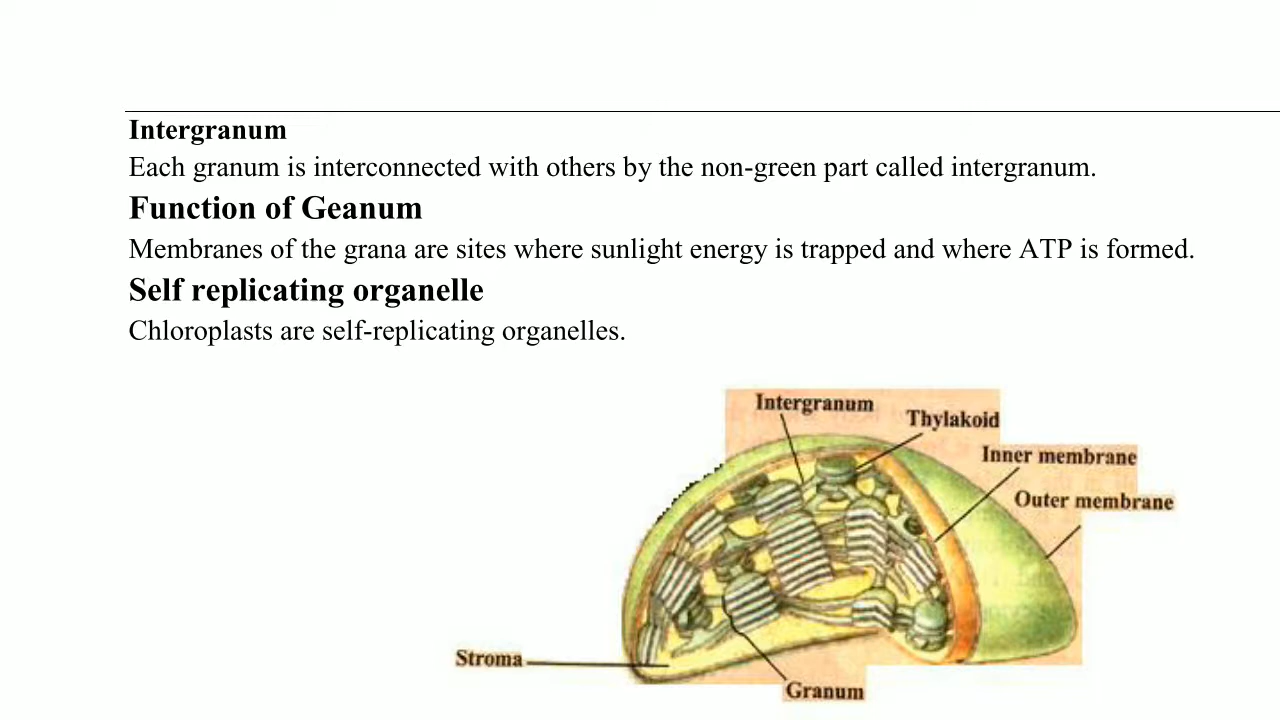 Intergranum
Each granum is interconnected with others by the non-green part called intergranum.
Function of Geanum
Membranes of the grana are sites where sunlight energy is trapped and where ATP is formed.
Self replicating organelle
Chloroplasts are self-replicating organelles.
Intergranum
Thylakoid
Inner membrane
Outer membrane
Stroma
Granum